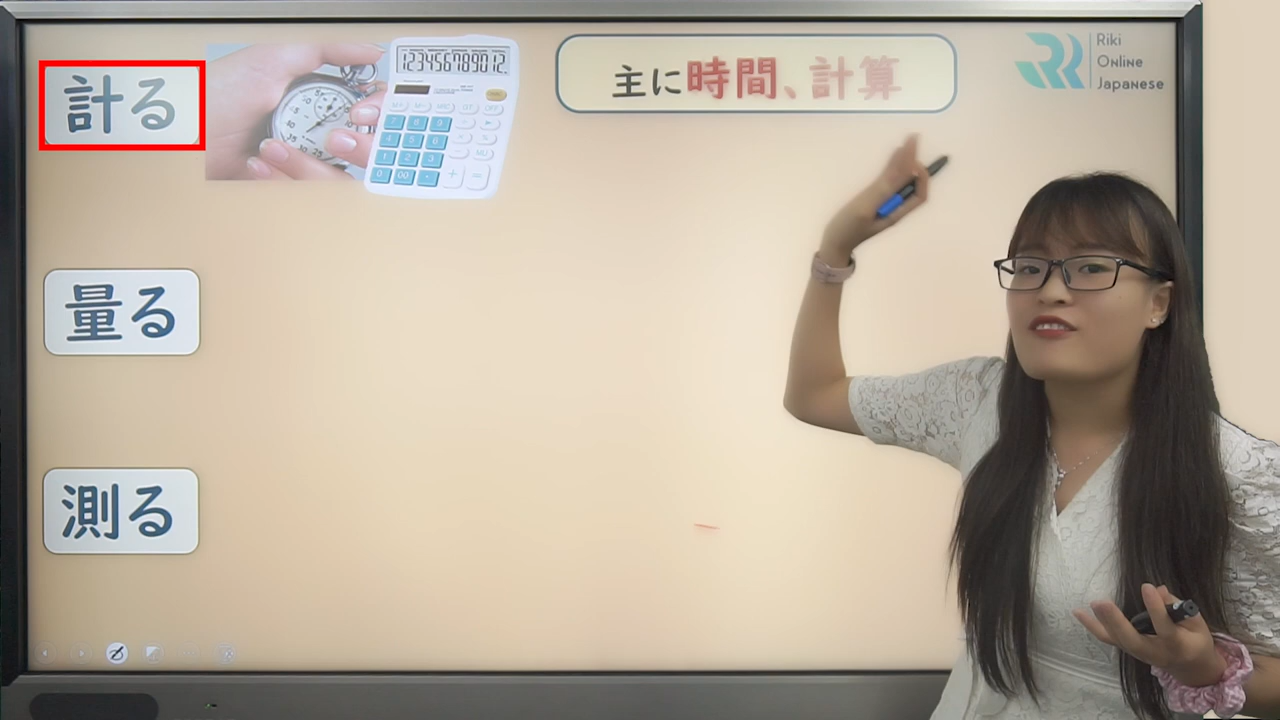 計る
123456789012.
主に時間、計算
Riki
Online
Japanese
量る
測る